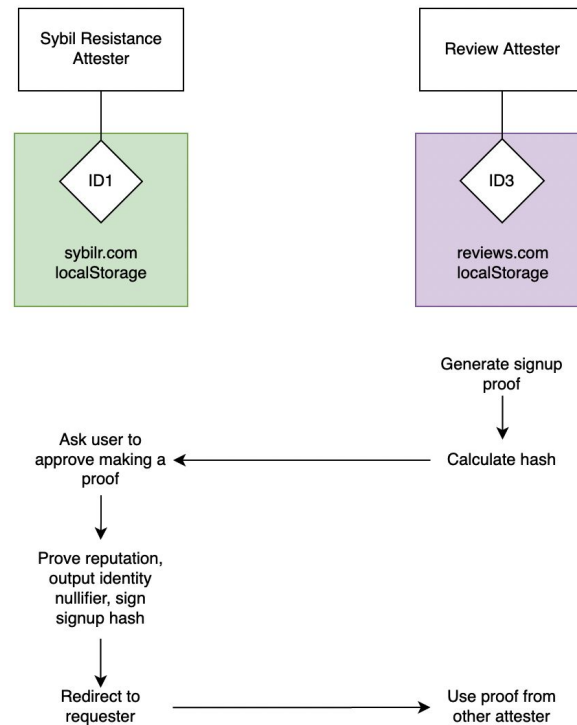 Sybil Resistance
Attester
Review Attester
ID1
ID3
sybilr.com
localStorage
reviews.com
localStorage
Generate signup
proof
Ask user to
approve making a
proof
Calculate hash
Prove reputation,
output identity
nullifier, sign
signup hash
Redirect to
requester
Use proof from
other attester